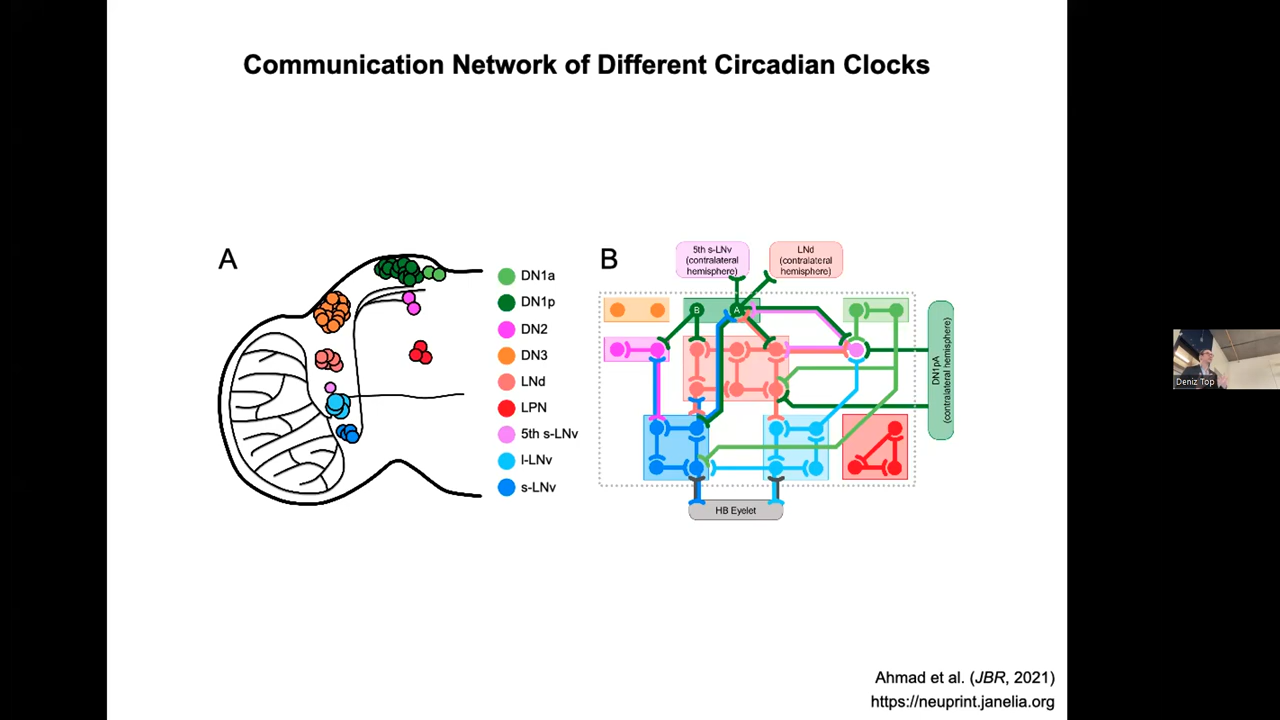 Communication Network of Different Circadian Clocks
A
DN1a
DN1p
DN2
DN3
LNd
LPN
5th s-LNv
l-LNv
s-LNv
B
5th s-LNv
(contralateral
hemisphere)
LNd
(contralateral
hemisphere)
B
A
DN1pA
(contralateral hemisphere)
HB Eyelet
Deniz Top
Ahmad et al. (JBR, 2021)
https://neuprint.janelia.org